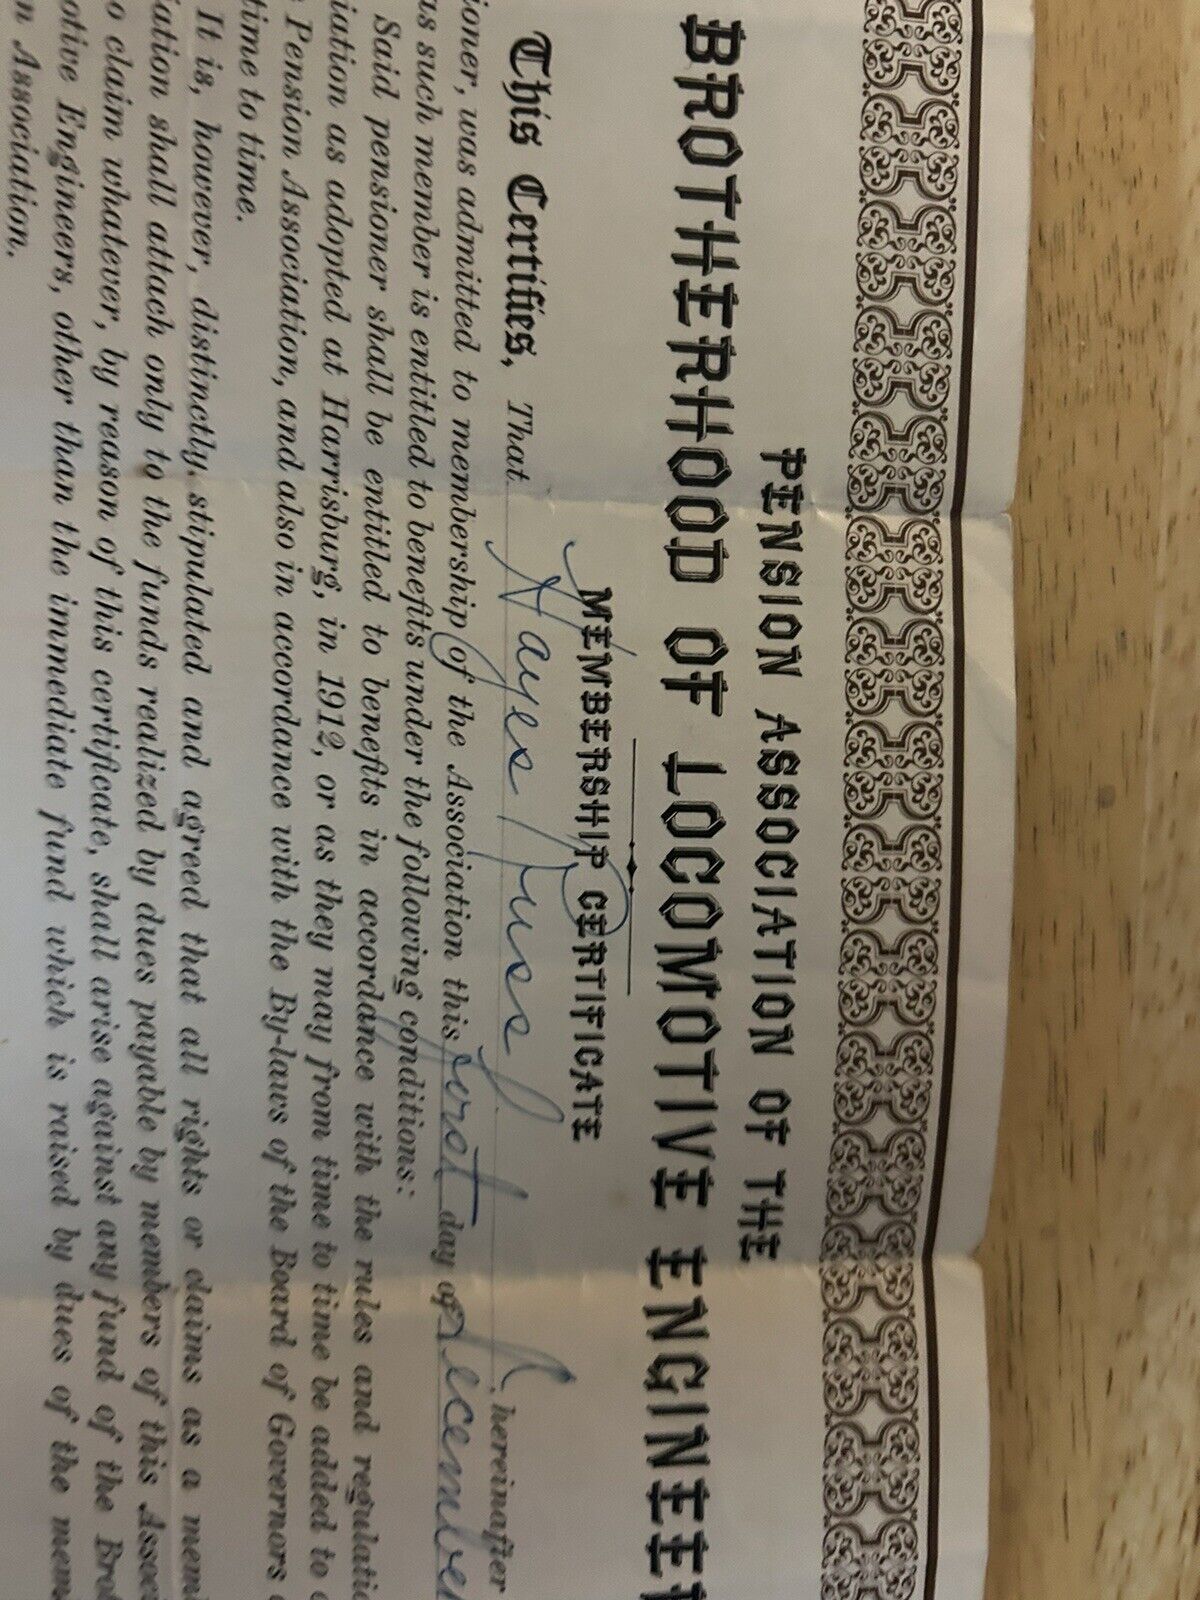 PENSION ASSOCIATION OF THE
BROTHERHOOD OF LOCOMOTIVE ENGINEE
MEMBERSHIP CERTIFICATE
This Certifies, That Hayes Russ hereinafter
ioner, was admitted to membership of the Association this first day of December
as such member is entitled to benefits under the following conditions:
Said pensioner shall be entitled to benefits in accordance with the rules and regulatio
iation as adopted at Harrisburg, in 1912, or as they may from time to time be added to o
Pension Association, and also in accordance with the By-laws of the Board of Governors
time to time.
It is, however, distinctly stipulated and agreed that all rights or claims as a mem
iation shall attach only to the funds realized by dues payable by members of this Assoc
o claim whatever, by reason of this certificate, shall arise against any fund of the Brot
otive Engineers, other than the immediate fund which is raised by dues of the mem
n Association.